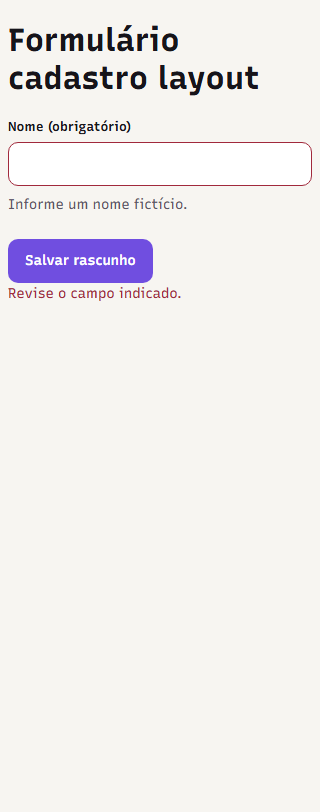 Formulário
cadastro layout
Nome (obrigatório)
Informe um nome fictício.
Salvar rascunho
Revise o campo indicado.